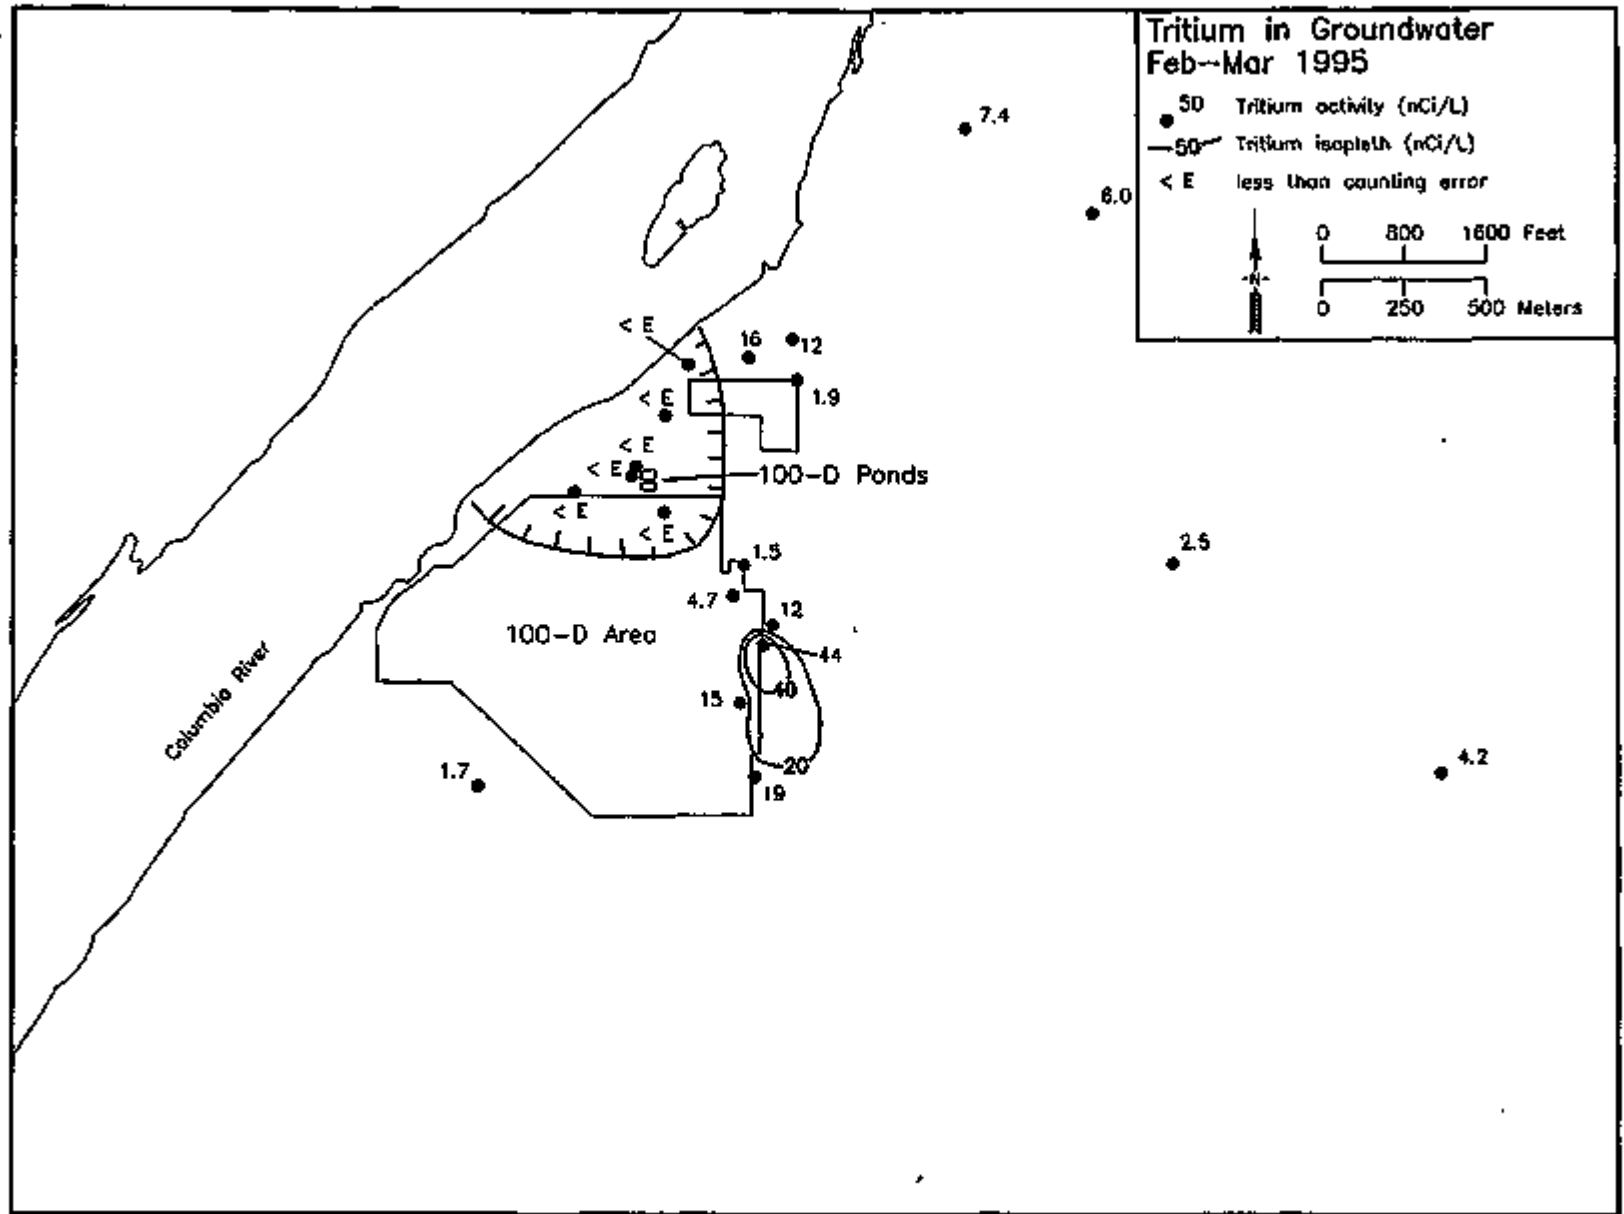 Tritium in Groundwater
Feb-Mar 1995
50 Tritium activity (nCi/L)
50 Tritium isopleth (nCi/L)
< E less than counting error
0 800 1600 Feet
N
0 250 500 Meters
7.4
6.0
< E
16
12
1.9
< E
< E
< E
100-D Ponds
< E
< E
1.5
2.5
4.7
12
100-D Area
44
40
15
Columbia River
20
4.2
1.7
19